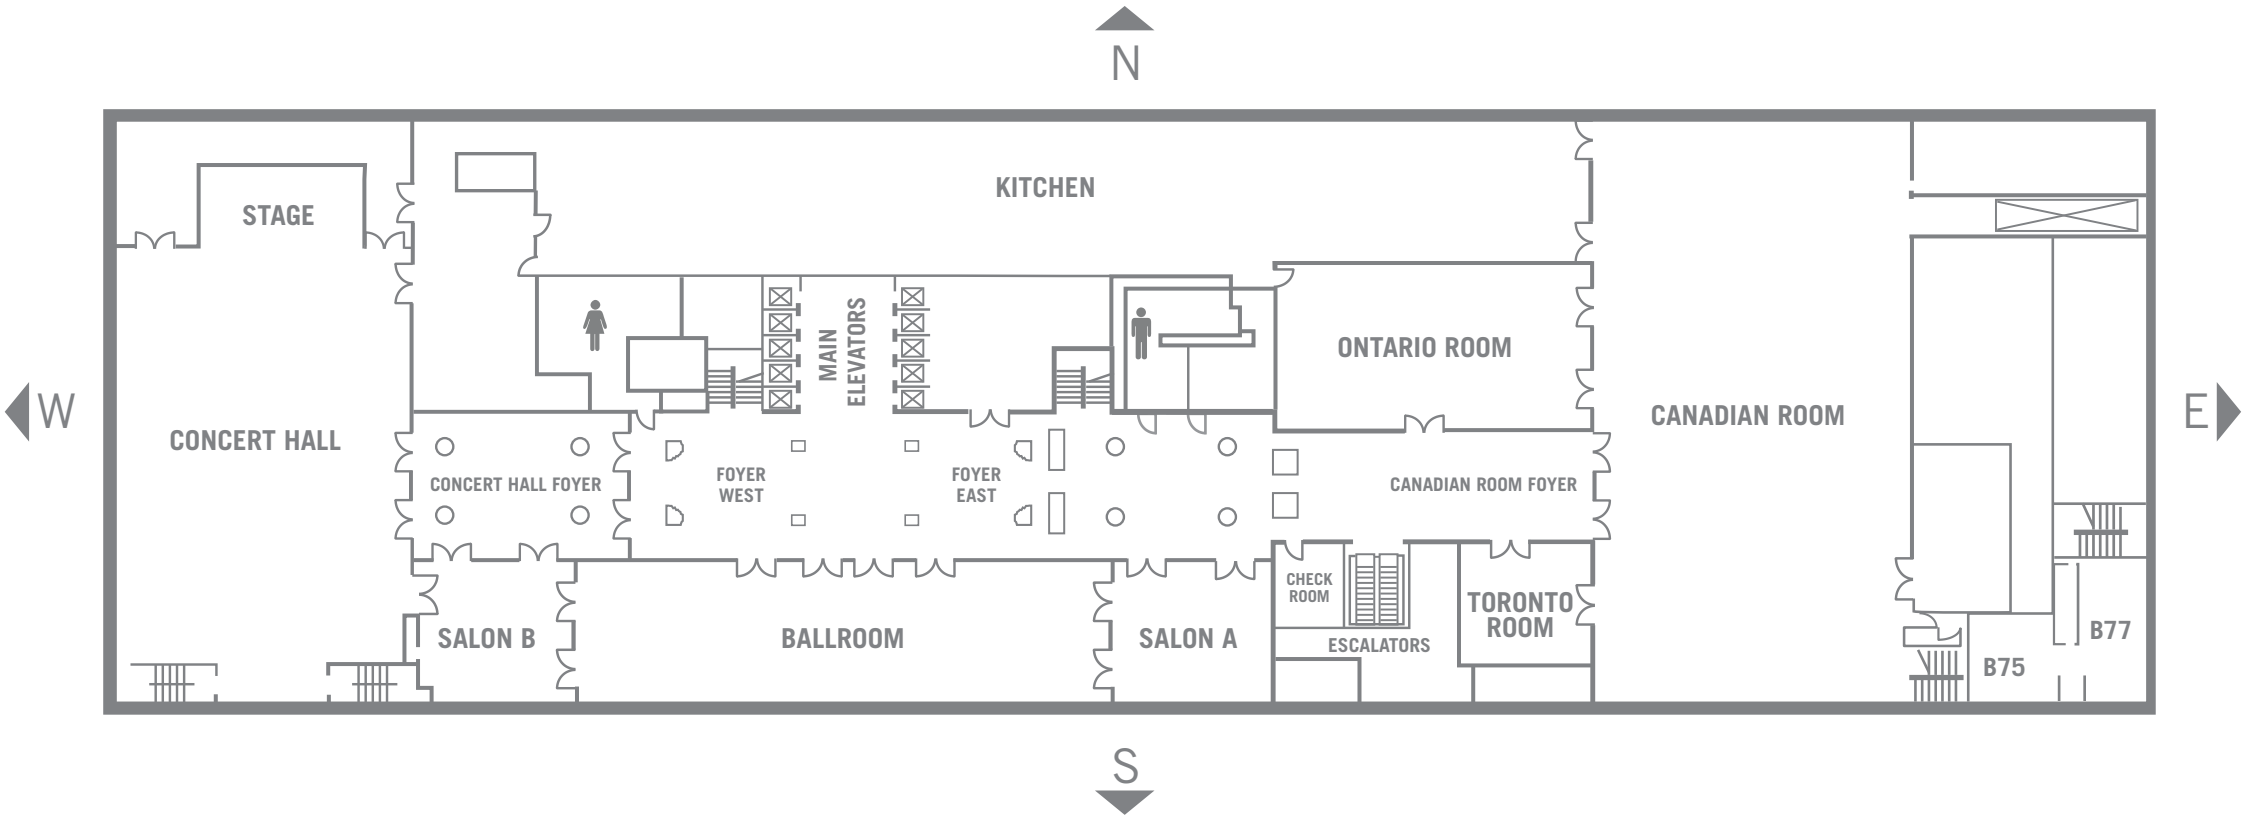 N
KITCHEN
STAGE
MAIN
ELEVATORS
ONTARIO ROOM
W
E
CONCERT HALL
CANADIAN ROOM
CONCERT HALL FOYER
FOYER
WEST
FOYER
EAST
CANADIAN ROOM FOYER
CHECK
ROOM
TORONTO
ROOM
SALON B
BALLROOM
SALON A
ESCALATORS
B77
B75
S